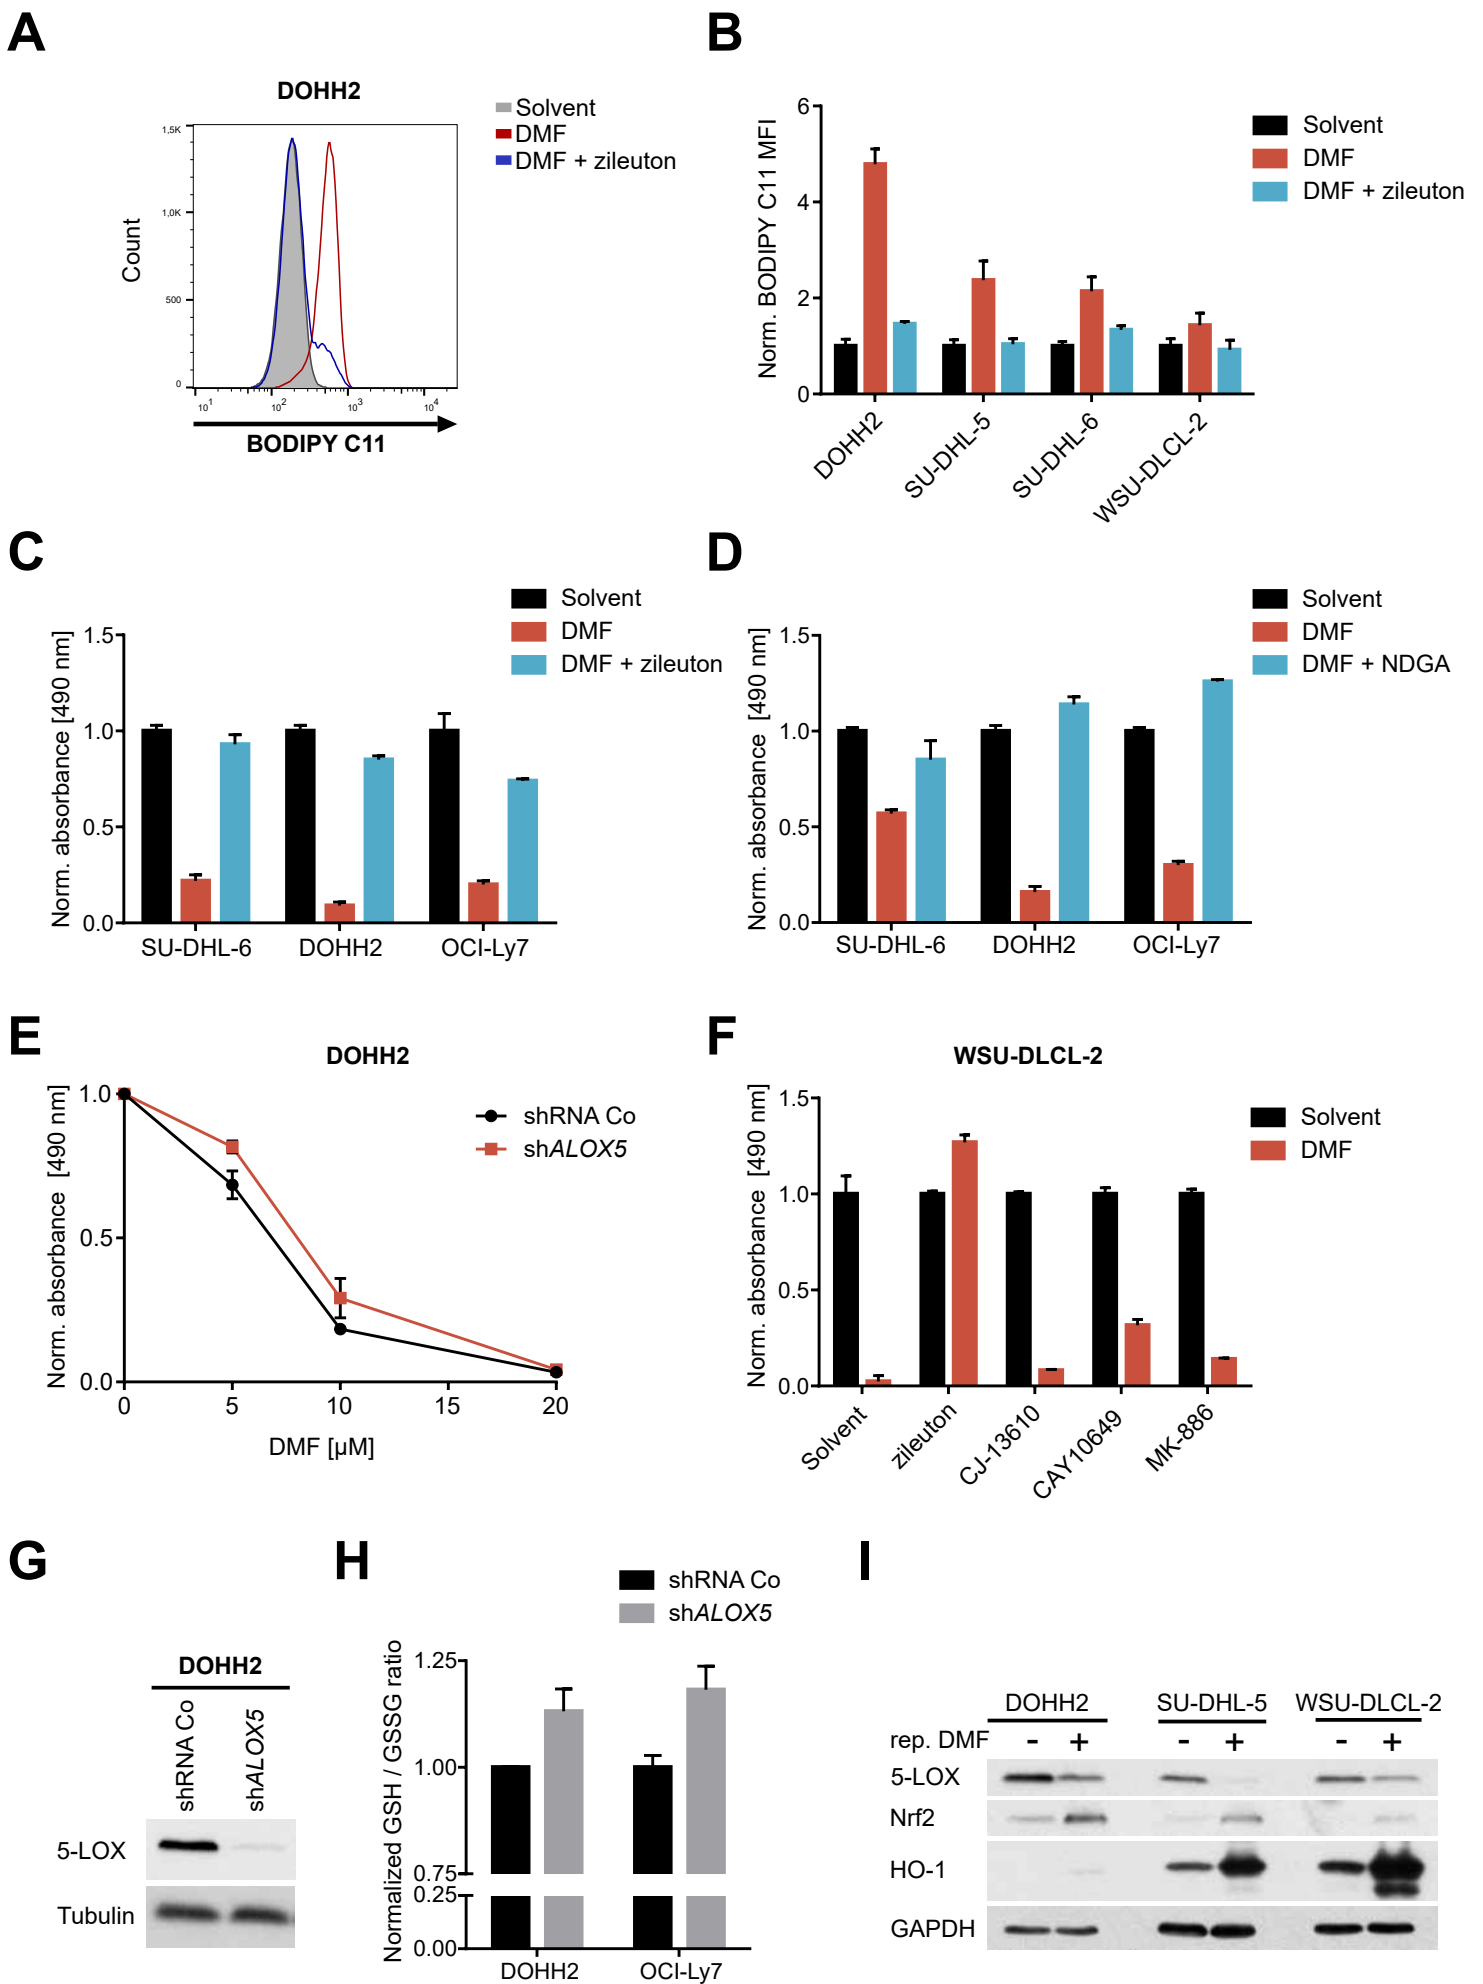 A
DOHH2
Solvent
DMF
DMF + zileuton
1,5K
1,0K
500
0
Count
10¹ 10² 10³ 10⁴
BODIPY C11
B
Solvent
DMF
DMF + zileuton
Norm. BODIPY C11 MFI
6
4
2
0
DOHH2 SU-DHL-5 SU-DHL-6 WSU-DLCL-2
C
Solvent
DMF
DMF + zileuton
Norm. absorbance [490 nm]
1.5
1.0
0.5
0.0
SU-DHL-6 DOHH2 OCI-Ly7
D
Solvent
DMF
DMF + NDGA
Norm. absorbance [490 nm]
1.5
1.0
0.5
0.0
SU-DHL-6 DOHH2 OCI-Ly7
E
DOHH2
shRNA Co
shALOX5
Norm. absorbance [490 nm]
1.0
0.5
0.0
0 5 10 15 20
DMF [µM]
F
WSU-DLCL-2
Solvent
DMF
Norm. absorbance [490 nm]
1.5
1.0
0.5
0.0
Solvent zileuton CJ-13610 CAY10649 MK-886
G
DOHH2
shRNA Co shALOX5
5-LOX
Tubulin
H
shRNA Co
shALOX5
Normalized GSH / GSSG ratio
1.25
1.00
0.75
0.25
0.00
DOHH2 OCI-Ly7
I
DOHH2 SU-DHL-5 WSU-DLCL-2
rep. DMF - + - + - +
5-LOX
Nrf2
HO-1
GAPDH